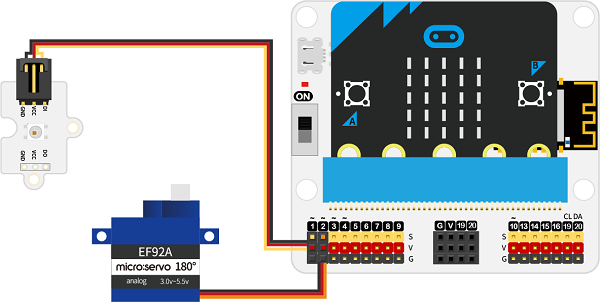 ON
A
B
GND VCC DI
GND VCC DO
EF92A
micro:servo 180°
analog 3.0v~5.5v
~ ~ ~ ~
1 2 3 4 5 6 7 8 9
S
V
G
G V 19 20
CL DA
~
10 13 14 15 16 19 20
S
V
G